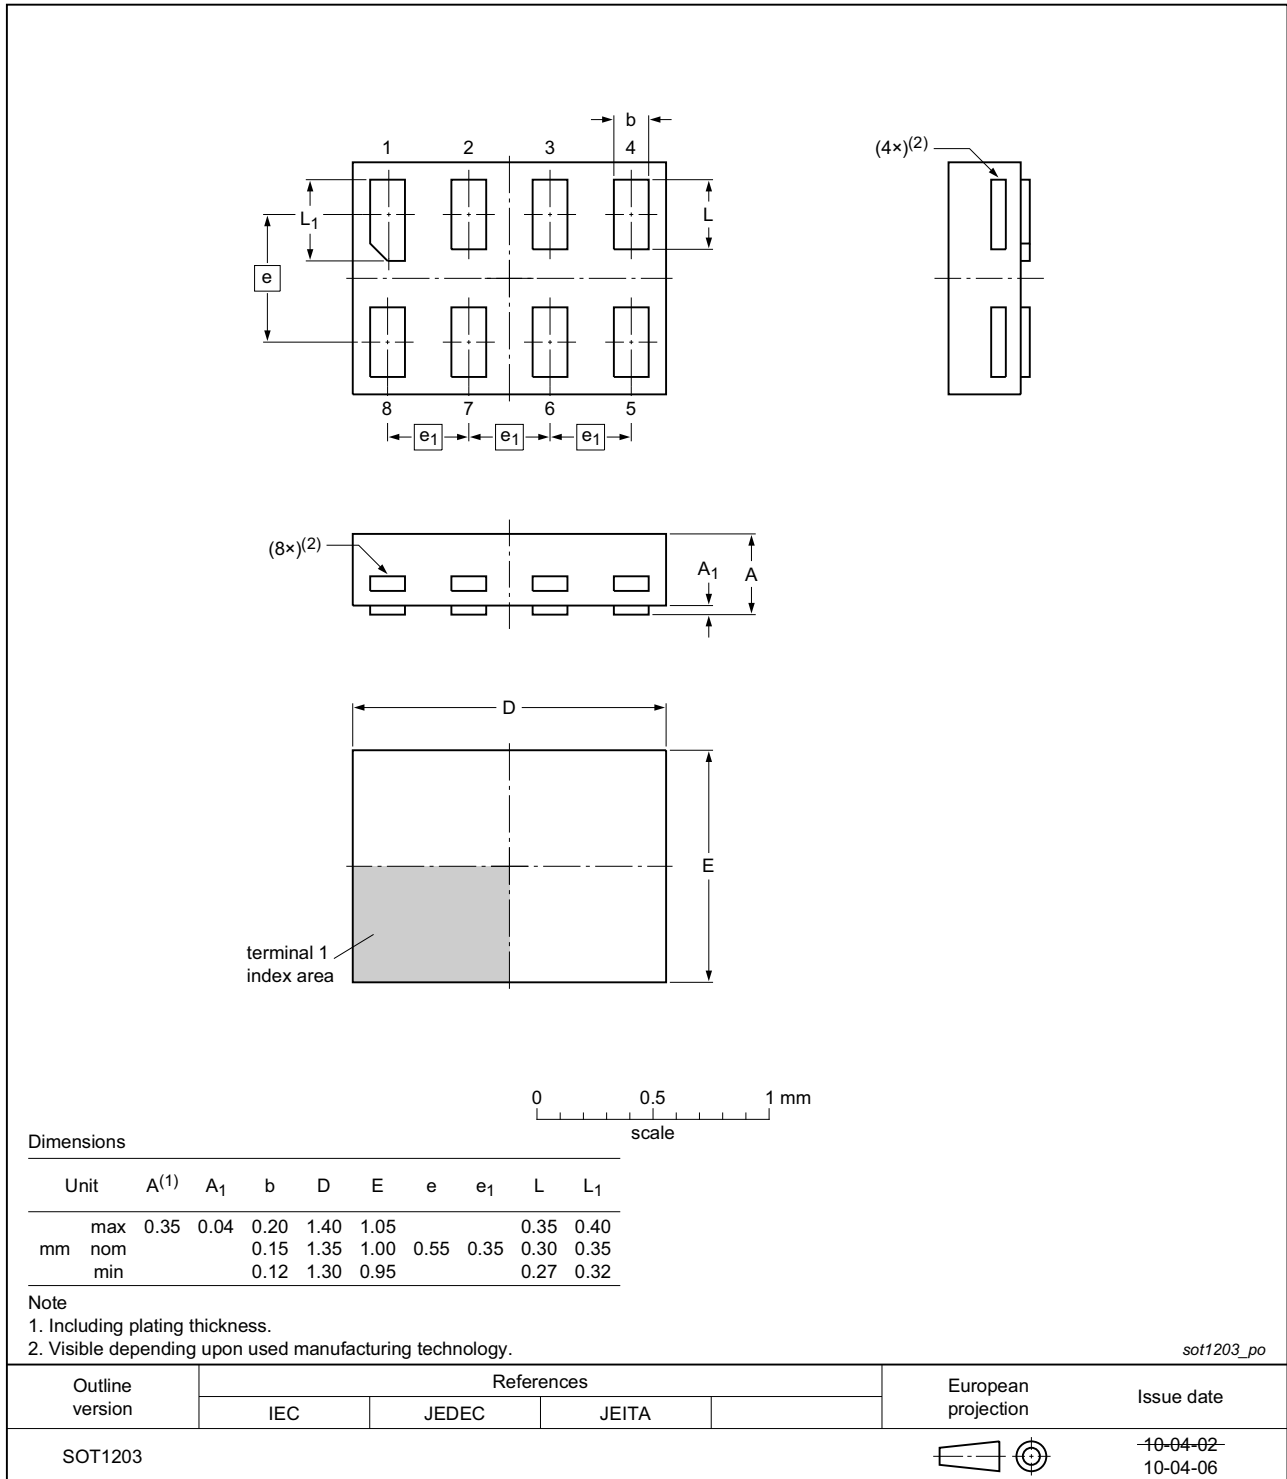 b
1 2 3 4
(4×)(2)
L1
L
e
8 7 6 5
e1 e1 e1
(8×)(2)
A1
A
D
E
terminal 1
index area
0 0.5 1 mm
scale
Dimensions
Unit A(1) A1 b D E e e1 L L1
max 0.35 0.04 0.20 1.40 1.05 0.35 0.40
mm nom 0.15 1.35 1.00 0.55 0.35 0.30 0.35
min 0.12 1.30 0.95 0.27 0.32
Note
1. Including plating thickness.
2. Visible depending upon used manufacturing technology.
sot1203_po
Outline
version
References
IEC JEDEC JEITA
European
projection
Issue date
SOT1203
10-04-02
10-04-06